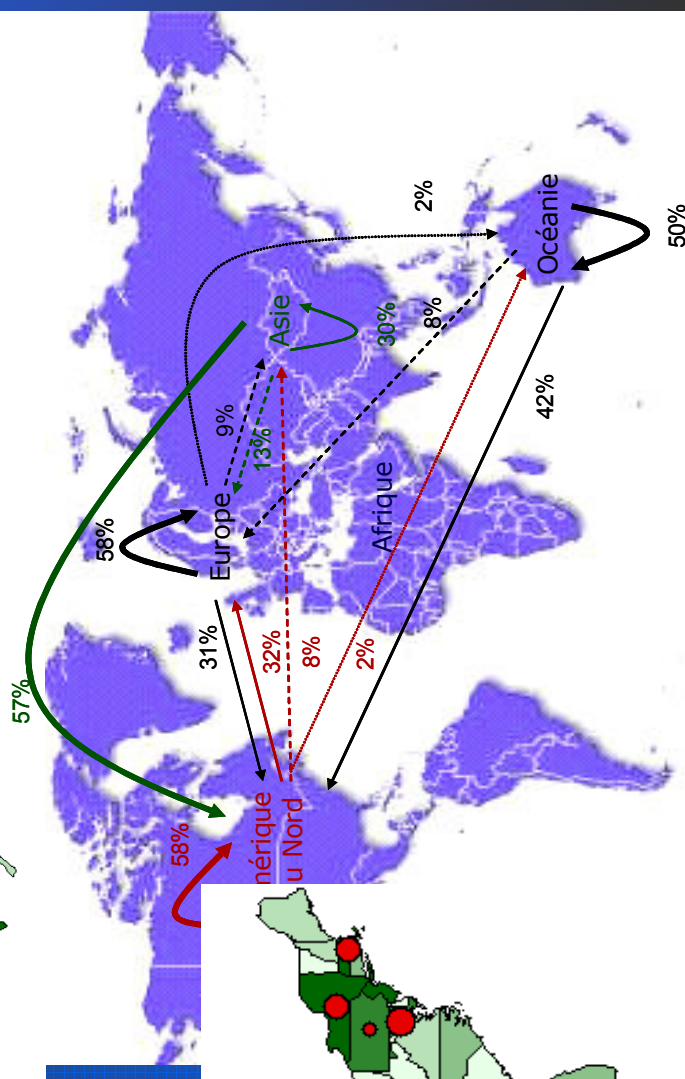 57%
58%
58%
31%
Europe
9%
mérique
u Nord
13%
32%
Asie
8%
2%
Afrique
30%
2%
8%
42%
Océanie
50%